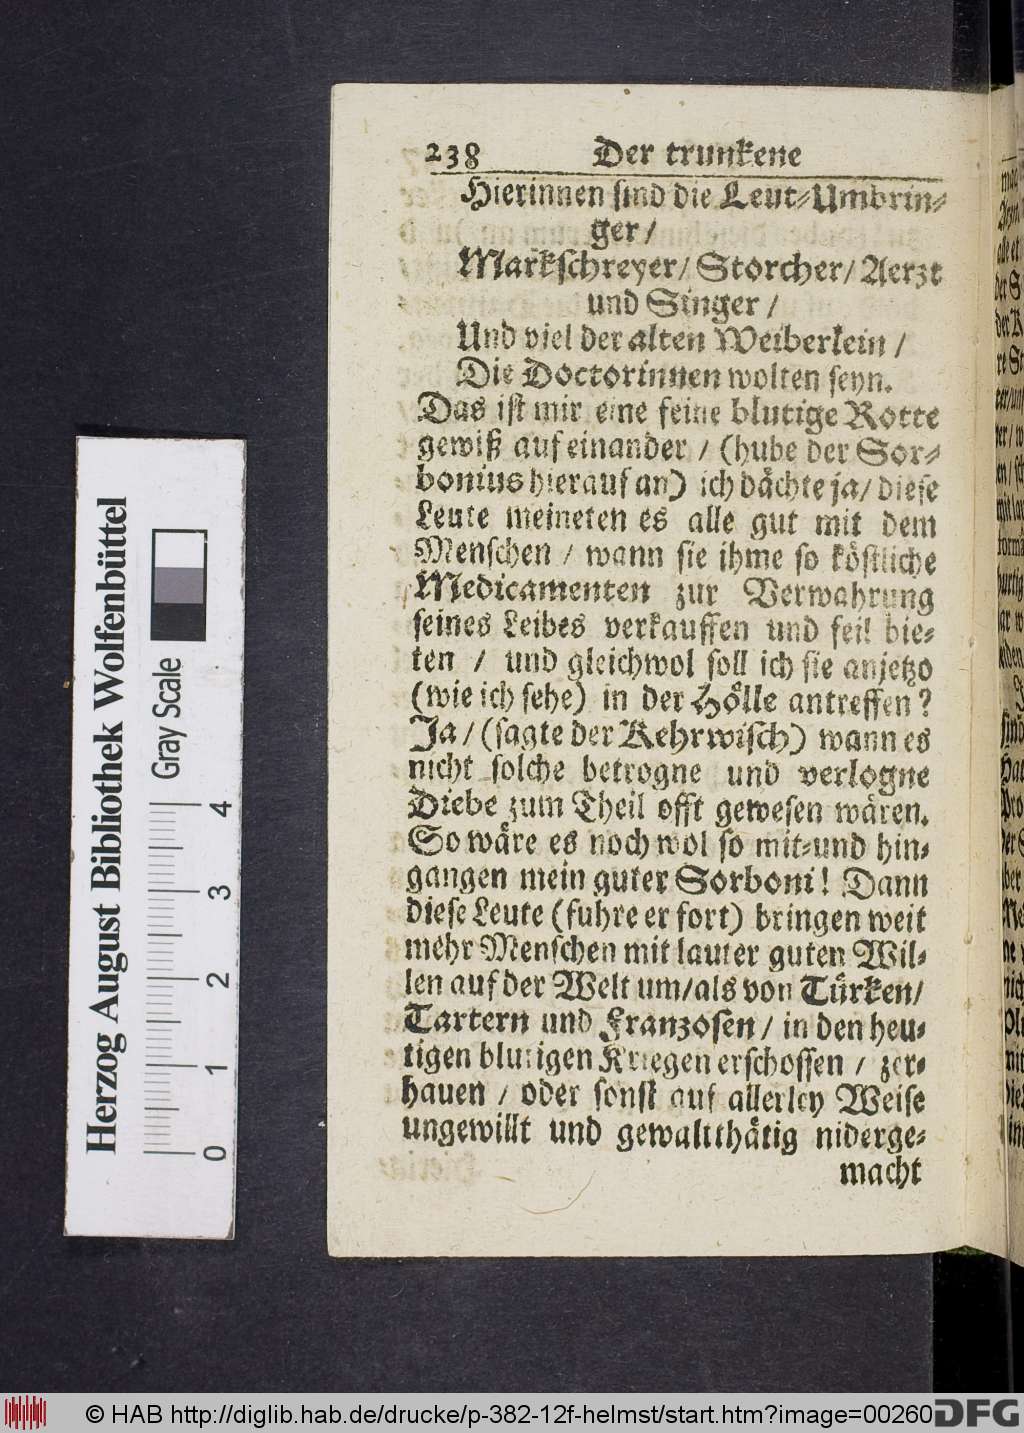 238 Der trunkene
Hierinnen sind die Leut-Umbrin-
ger /
Markschreyer / Storcher / Aerzt
und Singer /
Und viel der alten Weiberlein /
Die Doctorinnen wolten seyn.
Das ist mir eine feine blutige Rotte
gewiß auf einander / (hube der Sor-
bonius hierauf an) ich dächte ja / diese
Leute meineten es alle gut mit dem
Menschen / wann sie ihme so köstliche
Medicamenten zur Verwahrung
seines Leibes verkauffen und feil bie-
ten / und gleichwol soll ich sie anjetzo
(wie ich sehe) in der Hölle antreffen?
Ja / (sagte der Kehrwisch) wann es
nicht solche betrogne und verlogne
Diebe zum Theil offt gewesen wären.
So wäre es noch wol so mit-und hin-
gangen mein guter Sorboni! Dann
diese Leute (fuhre er fort) bringen weit
mehr Menschen mit lauter guten Wil-
len auf der Welt um / als von Türken /
Tartern und Franzosen / in den heu-
tigen blutigen Kriegen erschossen / zer-
hauen / oder sonst auf allerley Weise
ungewillt und gewaltthätig niderge-
macht
Herzog August Bibliothek Wolfenbüttel
Gray Scale
0 1 2 3 4
© HAB http://diglib.hab.de/drucke/p-382-12f-helmst/start.htm?image=00260
DFG